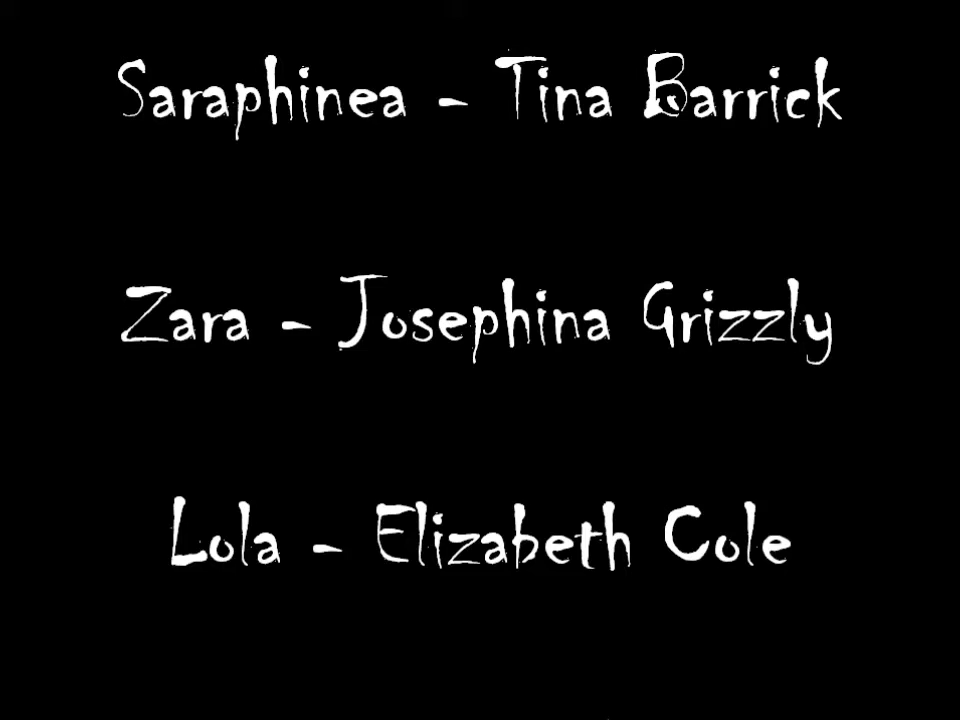 Saraphinea - Tina Barrick
Zara - Josephina Grizzly
Lola - Elizabeth Cole